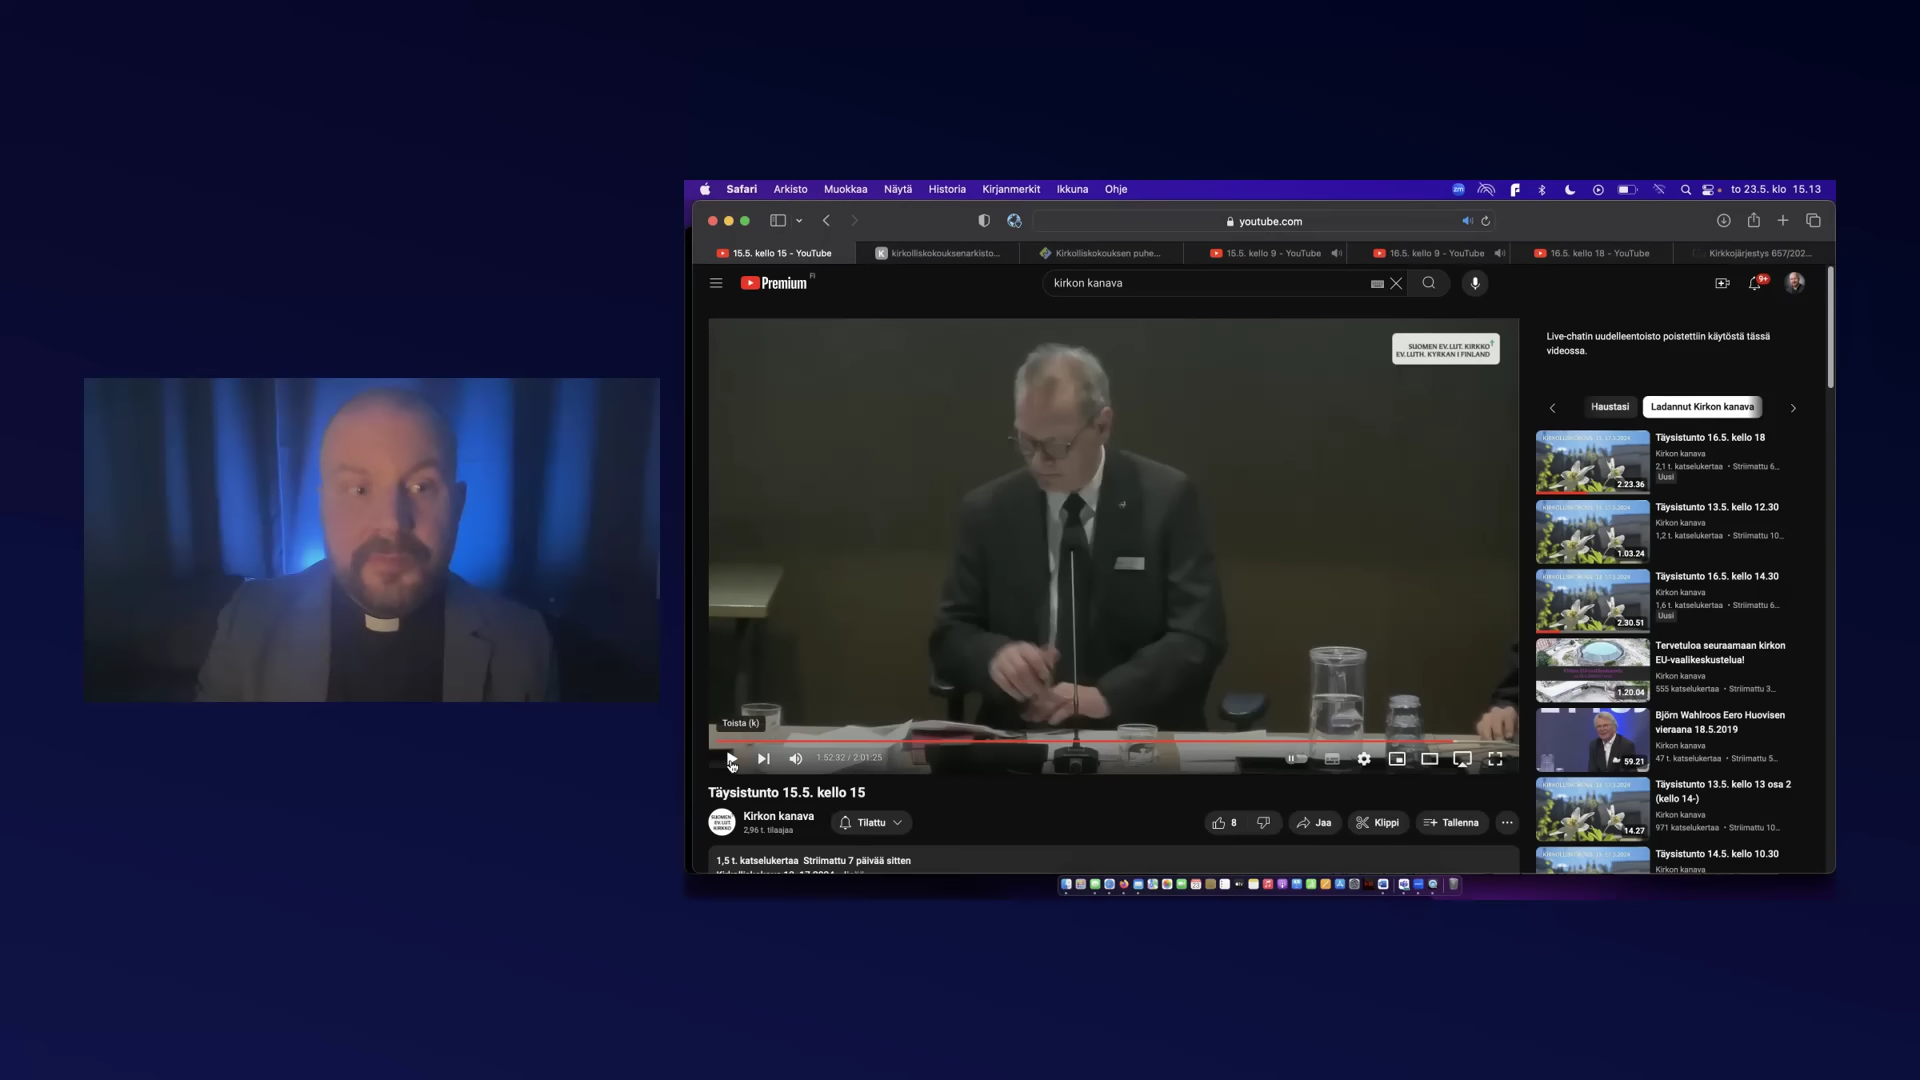 Safari Arkisto Muokkaa Näytä Historia Kirjanmerkit Ikkuna Ohje
zm
to 23.5. klo 15.13
youtube.com
15.5. kello 15 - YouTube
kirkolliskokouksenarkisto...
Kirkolliskokouksen puhe...
15.5. kello 9 - YouTube
16.5. kello 9 - YouTube
16.5. kello 18 - YouTube
Kirkkojärjestys 657/202...
Premium
FI
kirkon kanava
9+
SUOMEN EV. LUT. KIRKKO
EV. LUTH. KYRKAN I FINLAND
Toista (k)
1:52:32 / 2:01:25
Täysistunto 15.5. kello 15
Kirkon kanava
2,96 t. tilaajaa
Tilattu
8
Jaa
Klippi
Tallenna
1,5 t. katselukertaa Striimattu 7 päivää sitten
Live-chatin uudelleentoisto poistettiin käytöstä tässä
videossa.
Haustasi
Ladannut Kirkon kanava
Täysistunto 16.5. kello 18
Kirkon kanava
2,1 t. katselukertaa • Striimattu 6...
Uusi
2.23.36
Täysistunto 13.5. kello 12.30
Kirkon kanava
1,2 t. katselukertaa • Striimattu 10...
1.03.24
Täysistunto 16.5. kello 14.30
Kirkon kanava
1,6 t. katselukertaa • Striimattu 6...
Uusi
2.30.51
Tervetuloa seuraamaan kirkon
EU-vaalikeskustelua!
Kirkon kanava
555 katselukertaa • Striimattu 3...
1.20.04
Björn Wahlroos Eero Huovisen
vieraana 18.5.2019
Kirkon kanava
47 t. katselukertaa • Striimattu 5...
59.21
Täysistunto 13.5. kello 13 osa 2
(kello 14-)
Kirkon kanava
971 katselukertaa • Striimattu 10...
14.27
Täysistunto 14.5. kello 10.30
Kirkon kanava